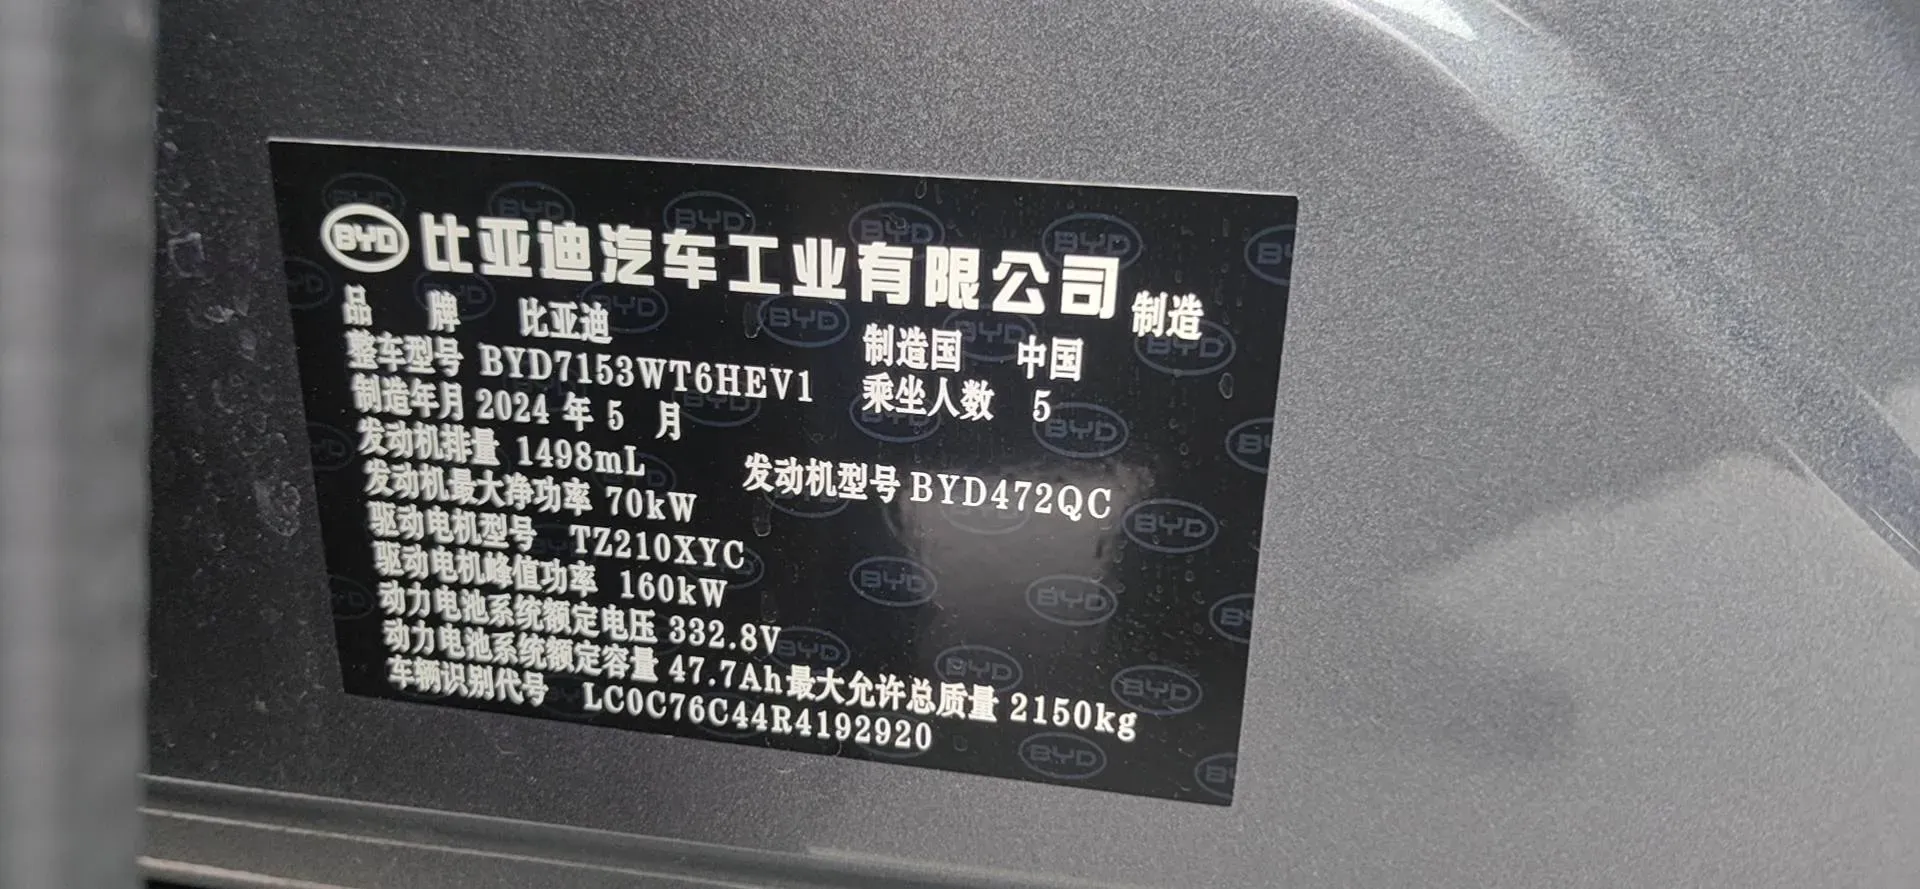 BYD 比亚迪汽车工业有限公司 制造
品牌 比亚迪 制造国 中国
整车型号 BYD7153WT6HEV1 乘坐人数 5
制造年月 2024 年 5 月
发动机排量 1498mL 发动机型号 BYD472QC
发动机最大净功率 70kW
驱动电机型号 TZ210XYC
驱动电机峰值功率 160kW
动力电池系统额定电压 332.8V
动力电池系统额定容量 47.7Ah 最大允许总质量 2150kg
车辆识别代号 LC0C76C44R4192920